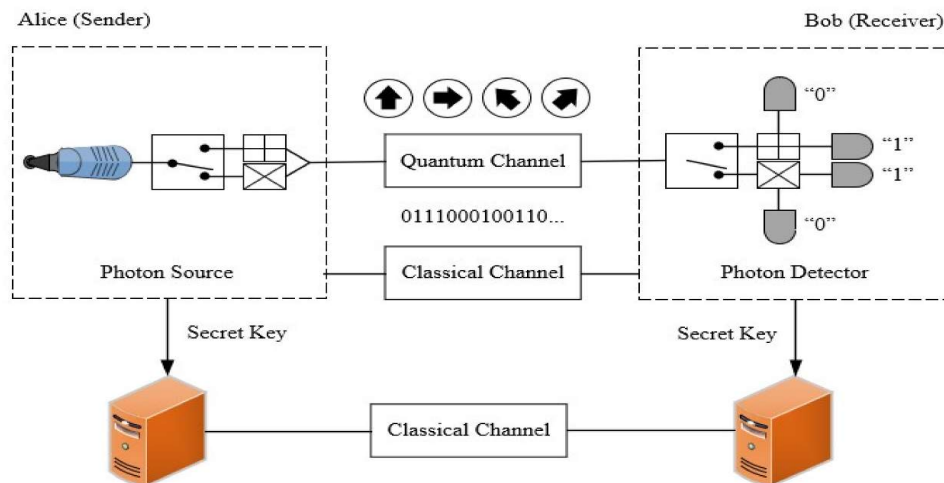 Alice (Sender)
Bob (Receiver)
“0”
Quantum Channel
“1”
“1”
0111000100110...
“0”
Photon Source
Classical Channel
Photon Detector
Secret Key
Secret Key
Classical Channel